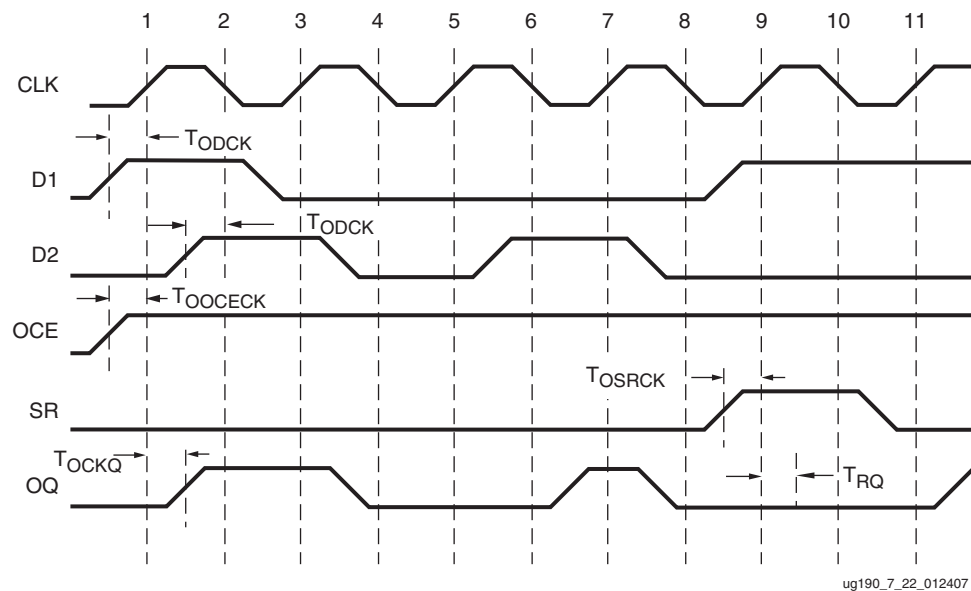 1 2 3 4 5 6 7 8 9 10 11
CLK
TODCK
D1
TODCK
D2
TOOCECK
OCE
TOSRCK
SR
TOCKQ
TRQ
OQ
ug190_7_22_012407